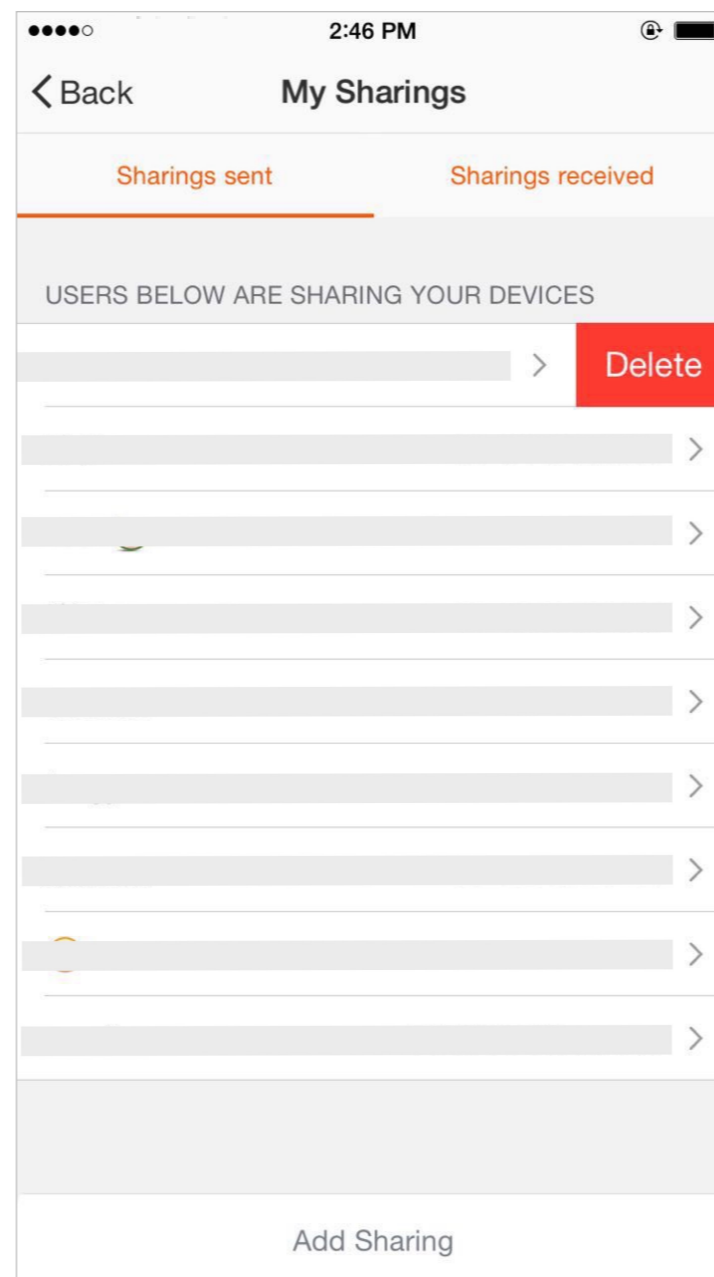 2:46 PM
Back
My Sharings
Sharings sent
Sharings received
USERS BELOW ARE SHARING YOUR DEVICES
Delete
Add Sharing